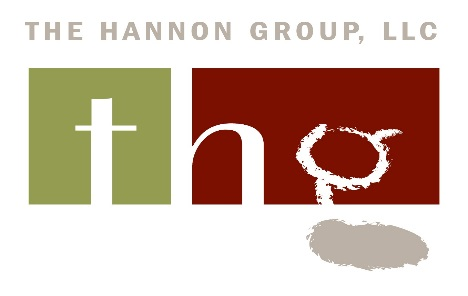 THE HANNON GROUP, LLC
thg